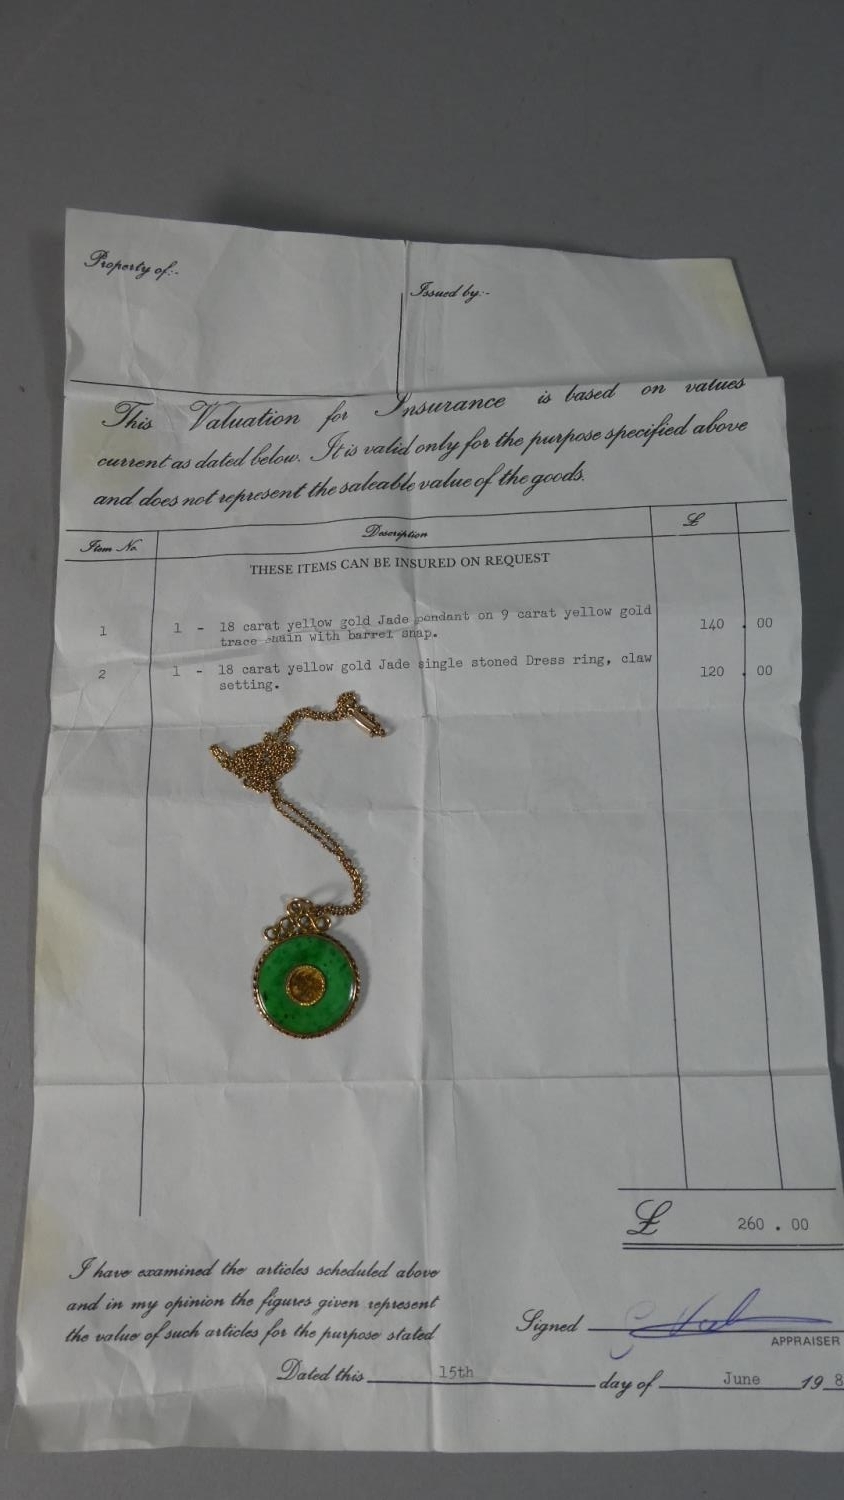 Property of:-
Issued by:-
This Valuation for Insurance is based on values
current as dated below. It is valid only for the purpose specified above
and does not represent the saleable value of the goods.
Item No. Description £
THESE ITEMS CAN BE INSURED ON REQUEST
1 1 - 18 carat yellow gold Jade pendant on 9 carat yellow gold 140 . 00
trace chain with barrel snap.
2 1 - 18 carat yellow gold Jade single stoned Dress ring, claw 120 . 00
setting.
£ 260 . 00
I have examined the articles scheduled above
and in my opinion the figures given represent
the value of such articles for the purpose stated
Signed
APPRAISER
Dated this 15th day of June 19 8